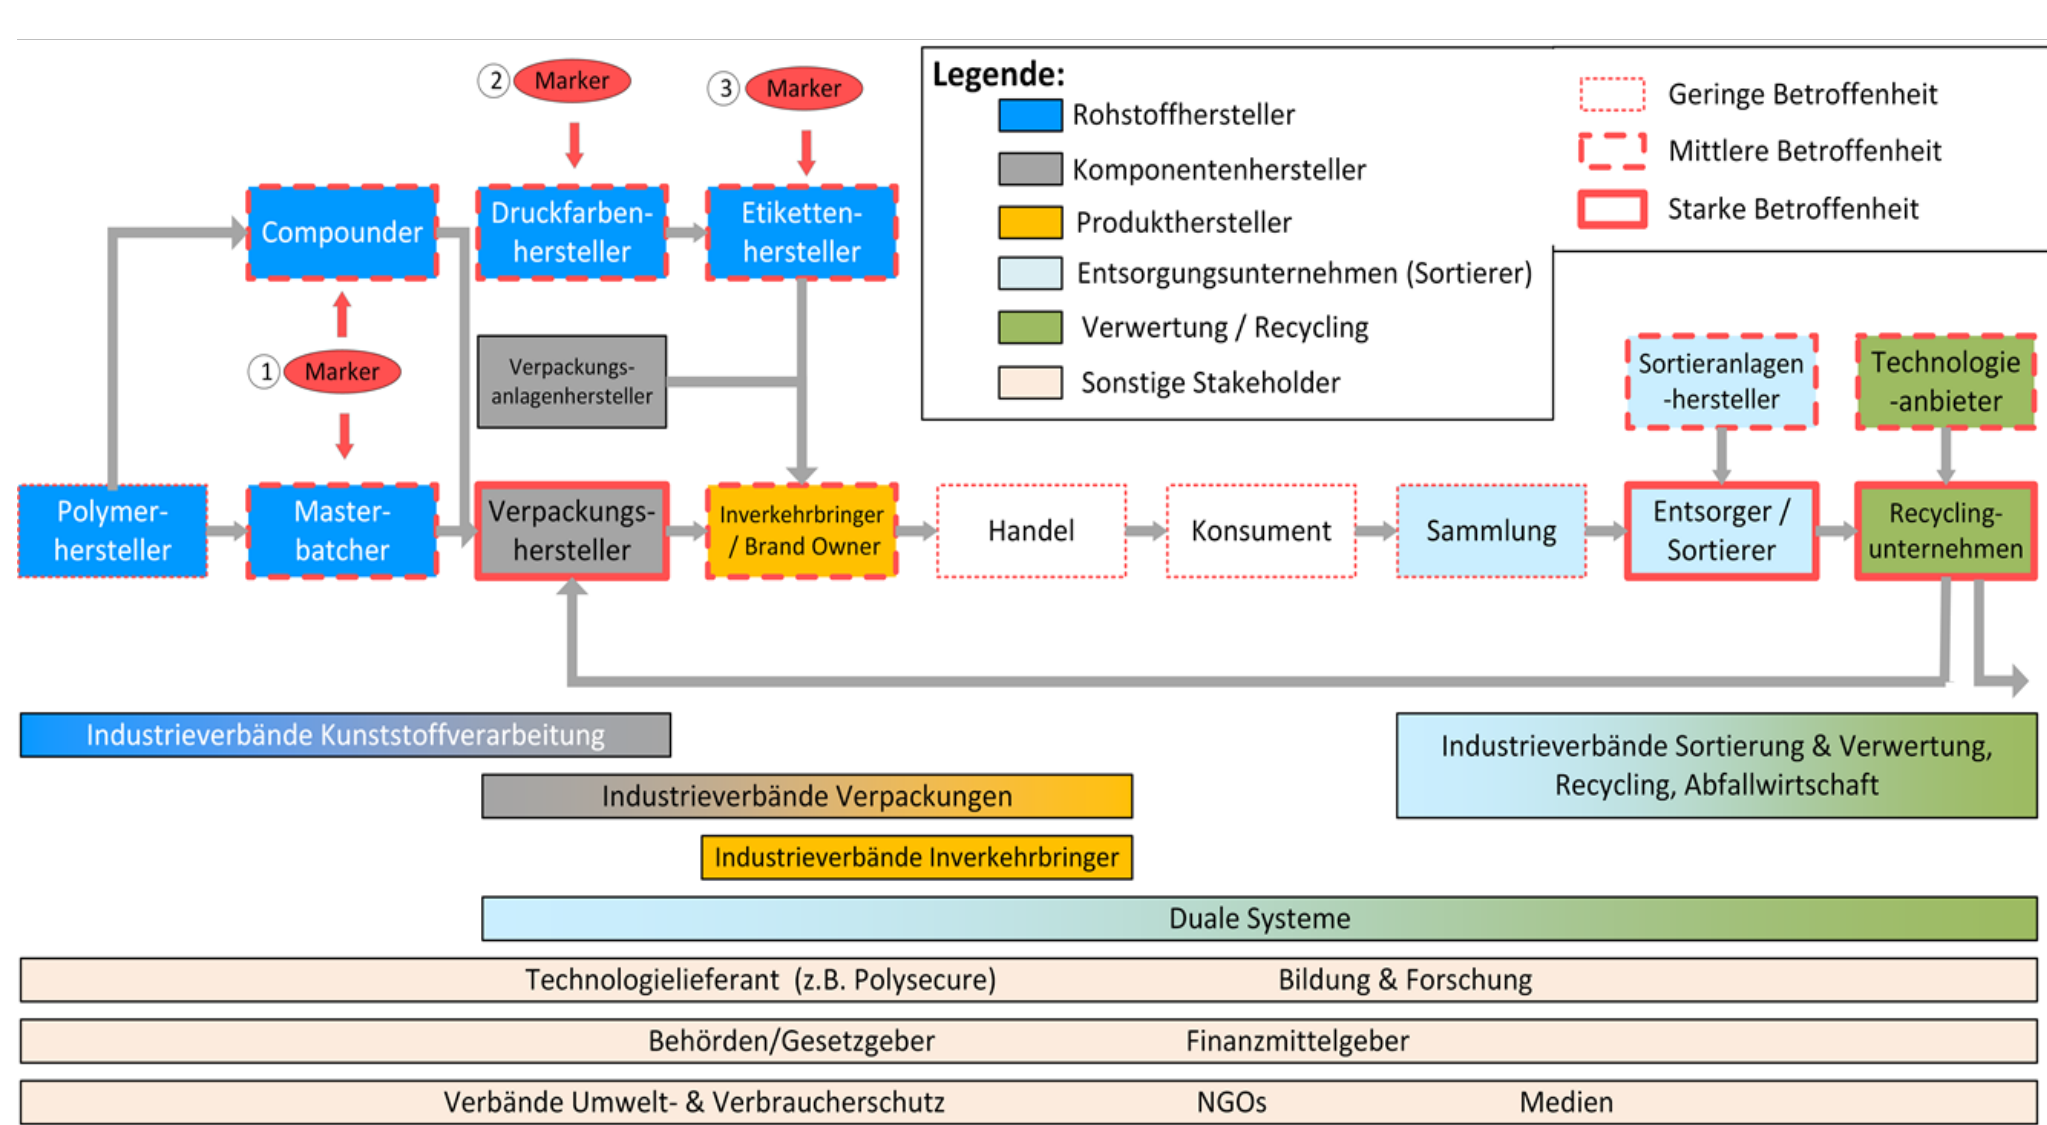 2
Marker
3
Marker
Legende:
Rohstoffhersteller
Komponentenhersteller
Produkthersteller
Entsorgungsunternehmen (Sortierer)
Verwertung / Recycling
Sonstige Stakeholder
Geringe Betroffenheit
Mittlere Betroffenheit
Starke Betroffenheit
Compounder
Druckfarben-
hersteller
Etiketten-
hersteller
1
Marker
Verpackungs-
anlagenhersteller
Sortieranlagen
-hersteller
Technologie
-anbieter
Polymer-
hersteller
Master-
batcher
Verpackungs-
hersteller
Inverkehrbringer
/ Brand Owner
Handel
Konsument
Sammlung
Entsorger /
Sortierer
Recycling-
unternehmen
Industrieverbände Kunststoffverarbeitung
Industrieverbände Sortierung & Verwertung,
Recycling, Abfallwirtschaft
Industrieverbände Verpackungen
Industrieverbände Inverkehrbringer
Duale Systeme
Technologielieferant (z.B. Polysecure) Bildung & Forschung
Behörden/Gesetzgeber Finanzmittelgeber
Verbände Umwelt- & Verbraucherschutz NGOs Medien